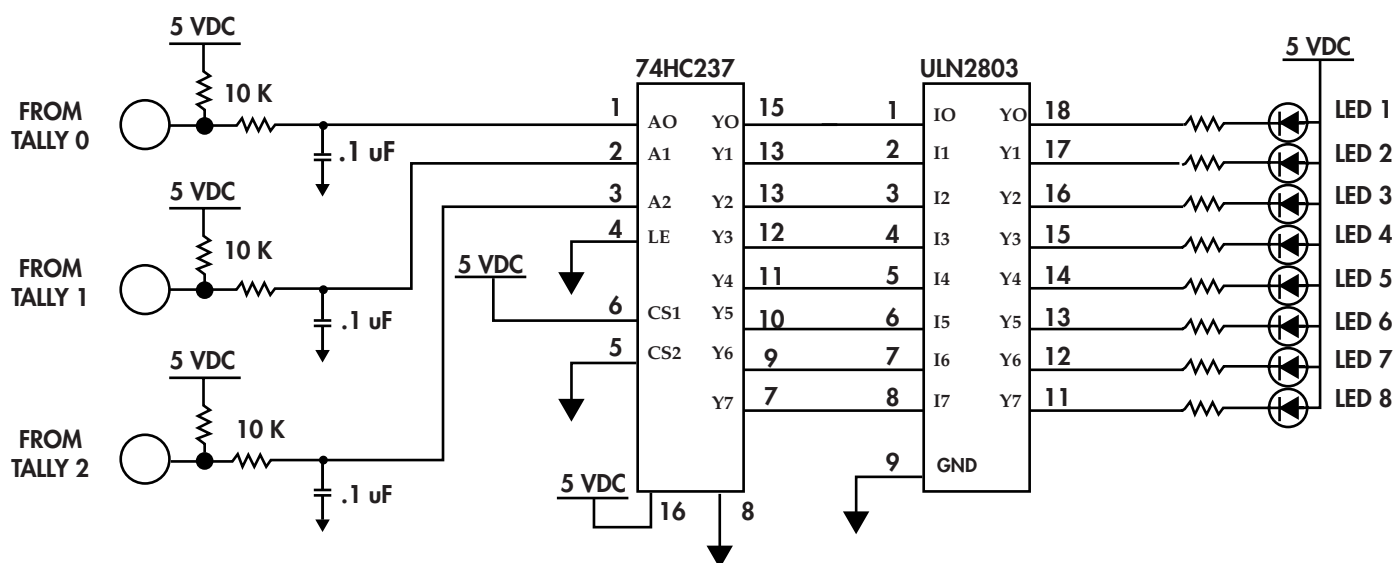 5 VDC
10 K
FROM
TALLY 0
.1 uF
5 VDC
10 K
FROM
TALLY 1
.1 uF
5 VDC
10 K
FROM
TALLY 2
.1 uF
74HC237
1 AO YO 15
2 A1 Y1 13
3 A2 Y2 13
4 LE Y3 12
5 VDC
Y4 11
6 CS1 Y5 10
5 CS2 Y6 9
Y7 7
5 VDC
16 8
ULN2803
1 IO YO 18
2 I1 Y1 17
3 I2 Y2 16
4 I3 Y3 15
5 I4 Y4 14
6 I5 Y5 13
7 I6 Y6 12
8 I7 Y7 11
9 GND
5 VDC
LED 1
LED 2
LED 3
LED 4
LED 5
LED 6
LED 7
LED 8